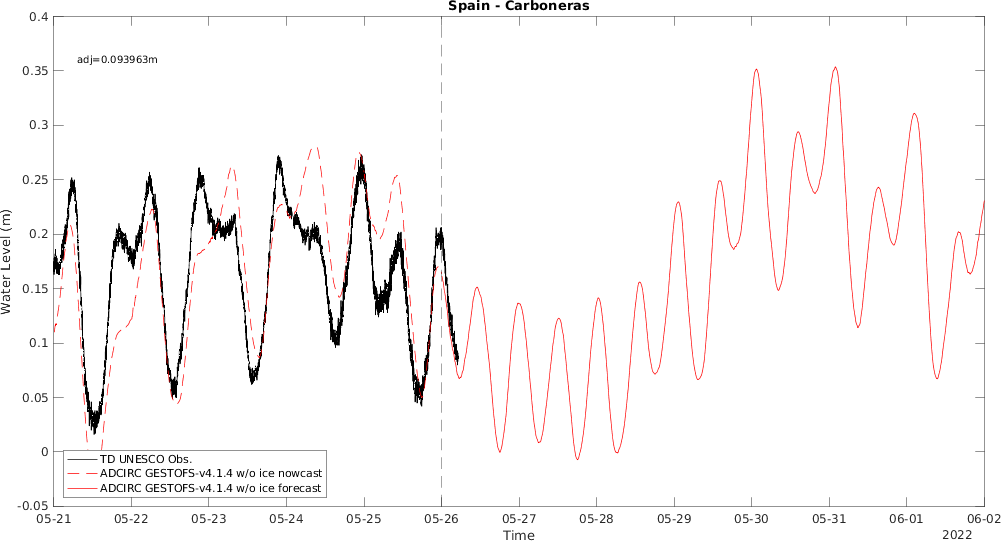 Spain - Carboneras
0.4
0.35
0.3
0.25
0.2
0.15
0.1
0.05
0
-0.05
Water Level (m)
adj=0.093963m
TD UNESCO Obs.
ADCIRC GESTOFS-v4.1.4 w/o ice nowcast
ADCIRC GESTOFS-v4.1.4 w/o ice forecast
05-21 05-22 05-23 05-24 05-25 05-26 05-27 05-28 05-29 05-30 05-31 06-01 06-02
Time
2022